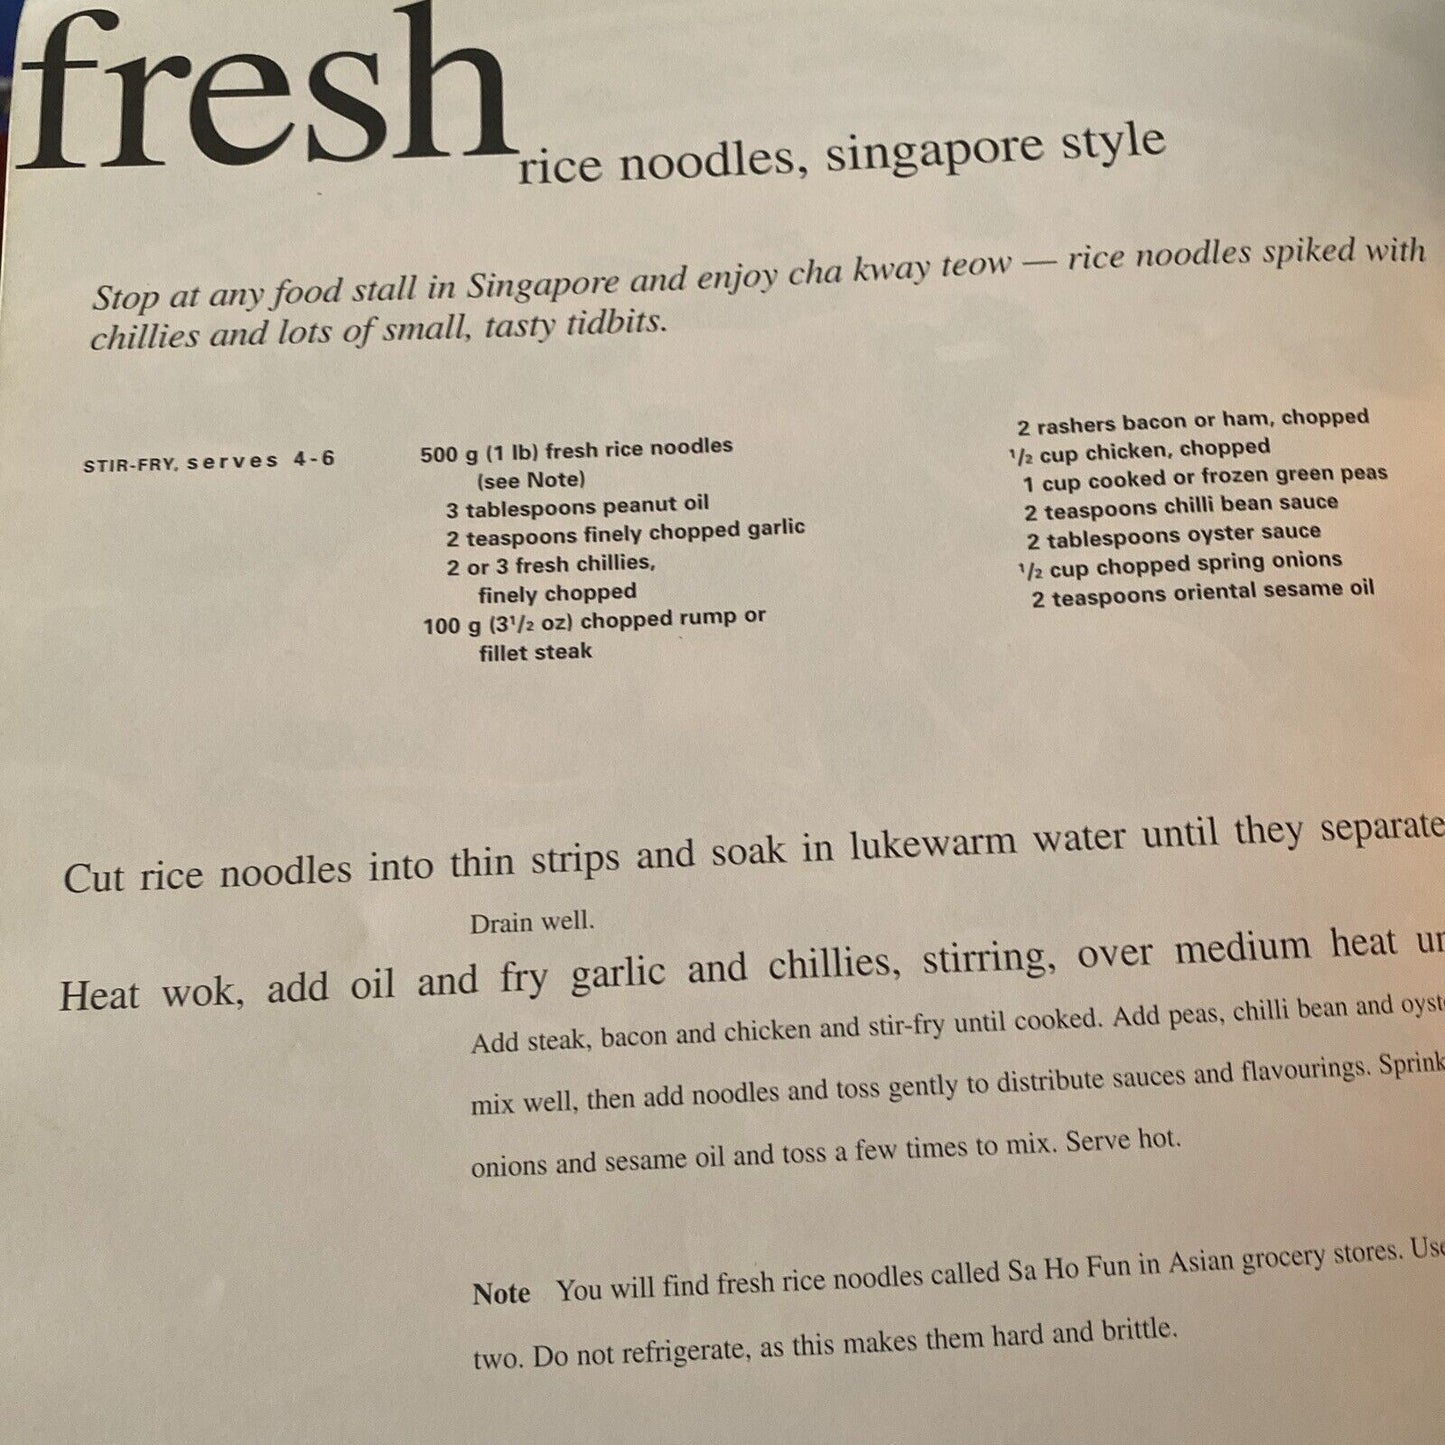 fresh rice noodles, singapore style
Stop at any food stall in Singapore and enjoy cha kway teow — rice noodles spiked with
chillies and lots of small, tasty tidbits.
STIR-FRY, serves 4-6
500 g (1 lb) fresh rice noodles
(see Note)
3 tablespoons peanut oil
2 teaspoons finely chopped garlic
2 or 3 fresh chillies,
finely chopped
100 g (3½ oz) chopped rump or
fillet steak
2 rashers bacon or ham, chopped
½ cup chicken, chopped
1 cup cooked or frozen green peas
2 teaspoons chilli bean sauce
2 tablespoons oyster sauce
½ cup chopped spring onions
2 teaspoons oriental sesame oil
Cut rice noodles into thin strips and soak in lukewarm water until they separate
Drain well.
Heat wok, add oil and fry garlic and chillies, stirring, over medium heat
Add steak, bacon and chicken and stir-fry until cooked. Add peas, chilli bean and
mix well, then add noodles and toss gently to distribute sauces and flavourings.
onions and sesame oil and toss a few times to mix. Serve hot.
Note You will find fresh rice noodles called Sa Ho Fun in Asian grocery stores.
two. Do not refrigerate, as this makes them hard and brittle.